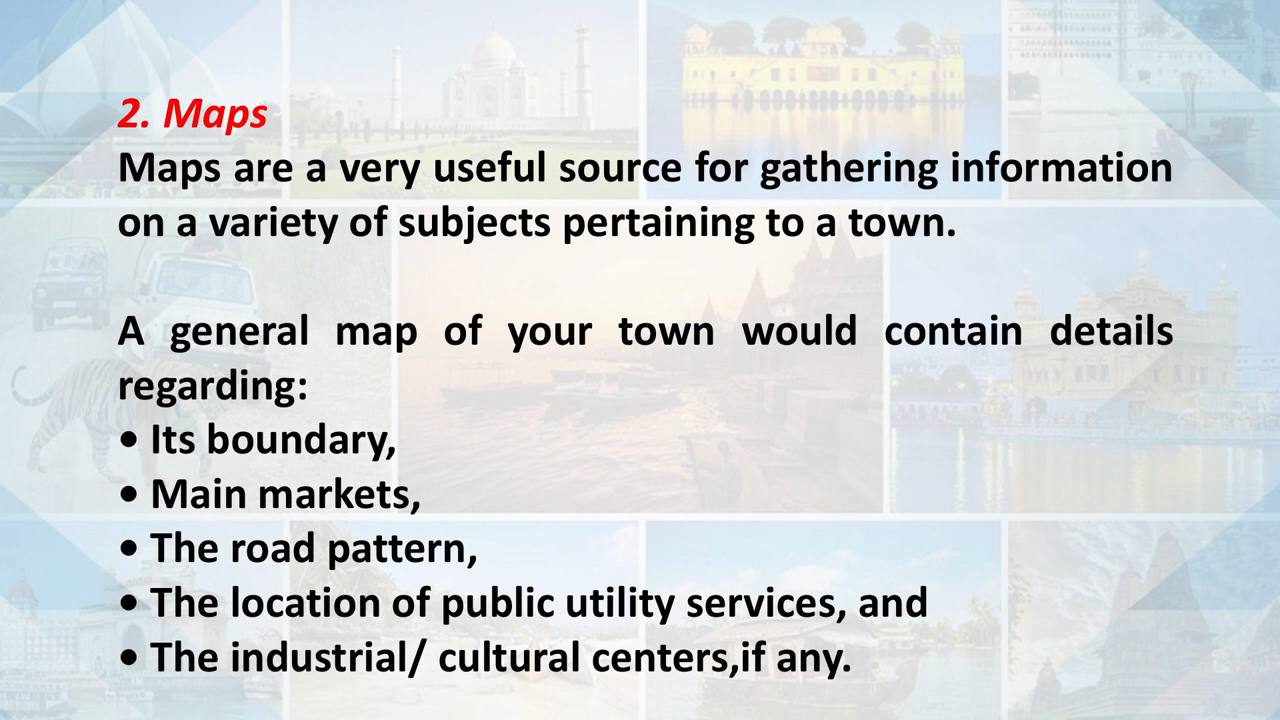 2. Maps
Maps are a very useful source for gathering information
on a variety of subjects pertaining to a town.
A general map of your town would contain details
regarding:
• Its boundary,
• Main markets,
• The road pattern,
• The location of public utility services, and
• The industrial/ cultural centers,if any.